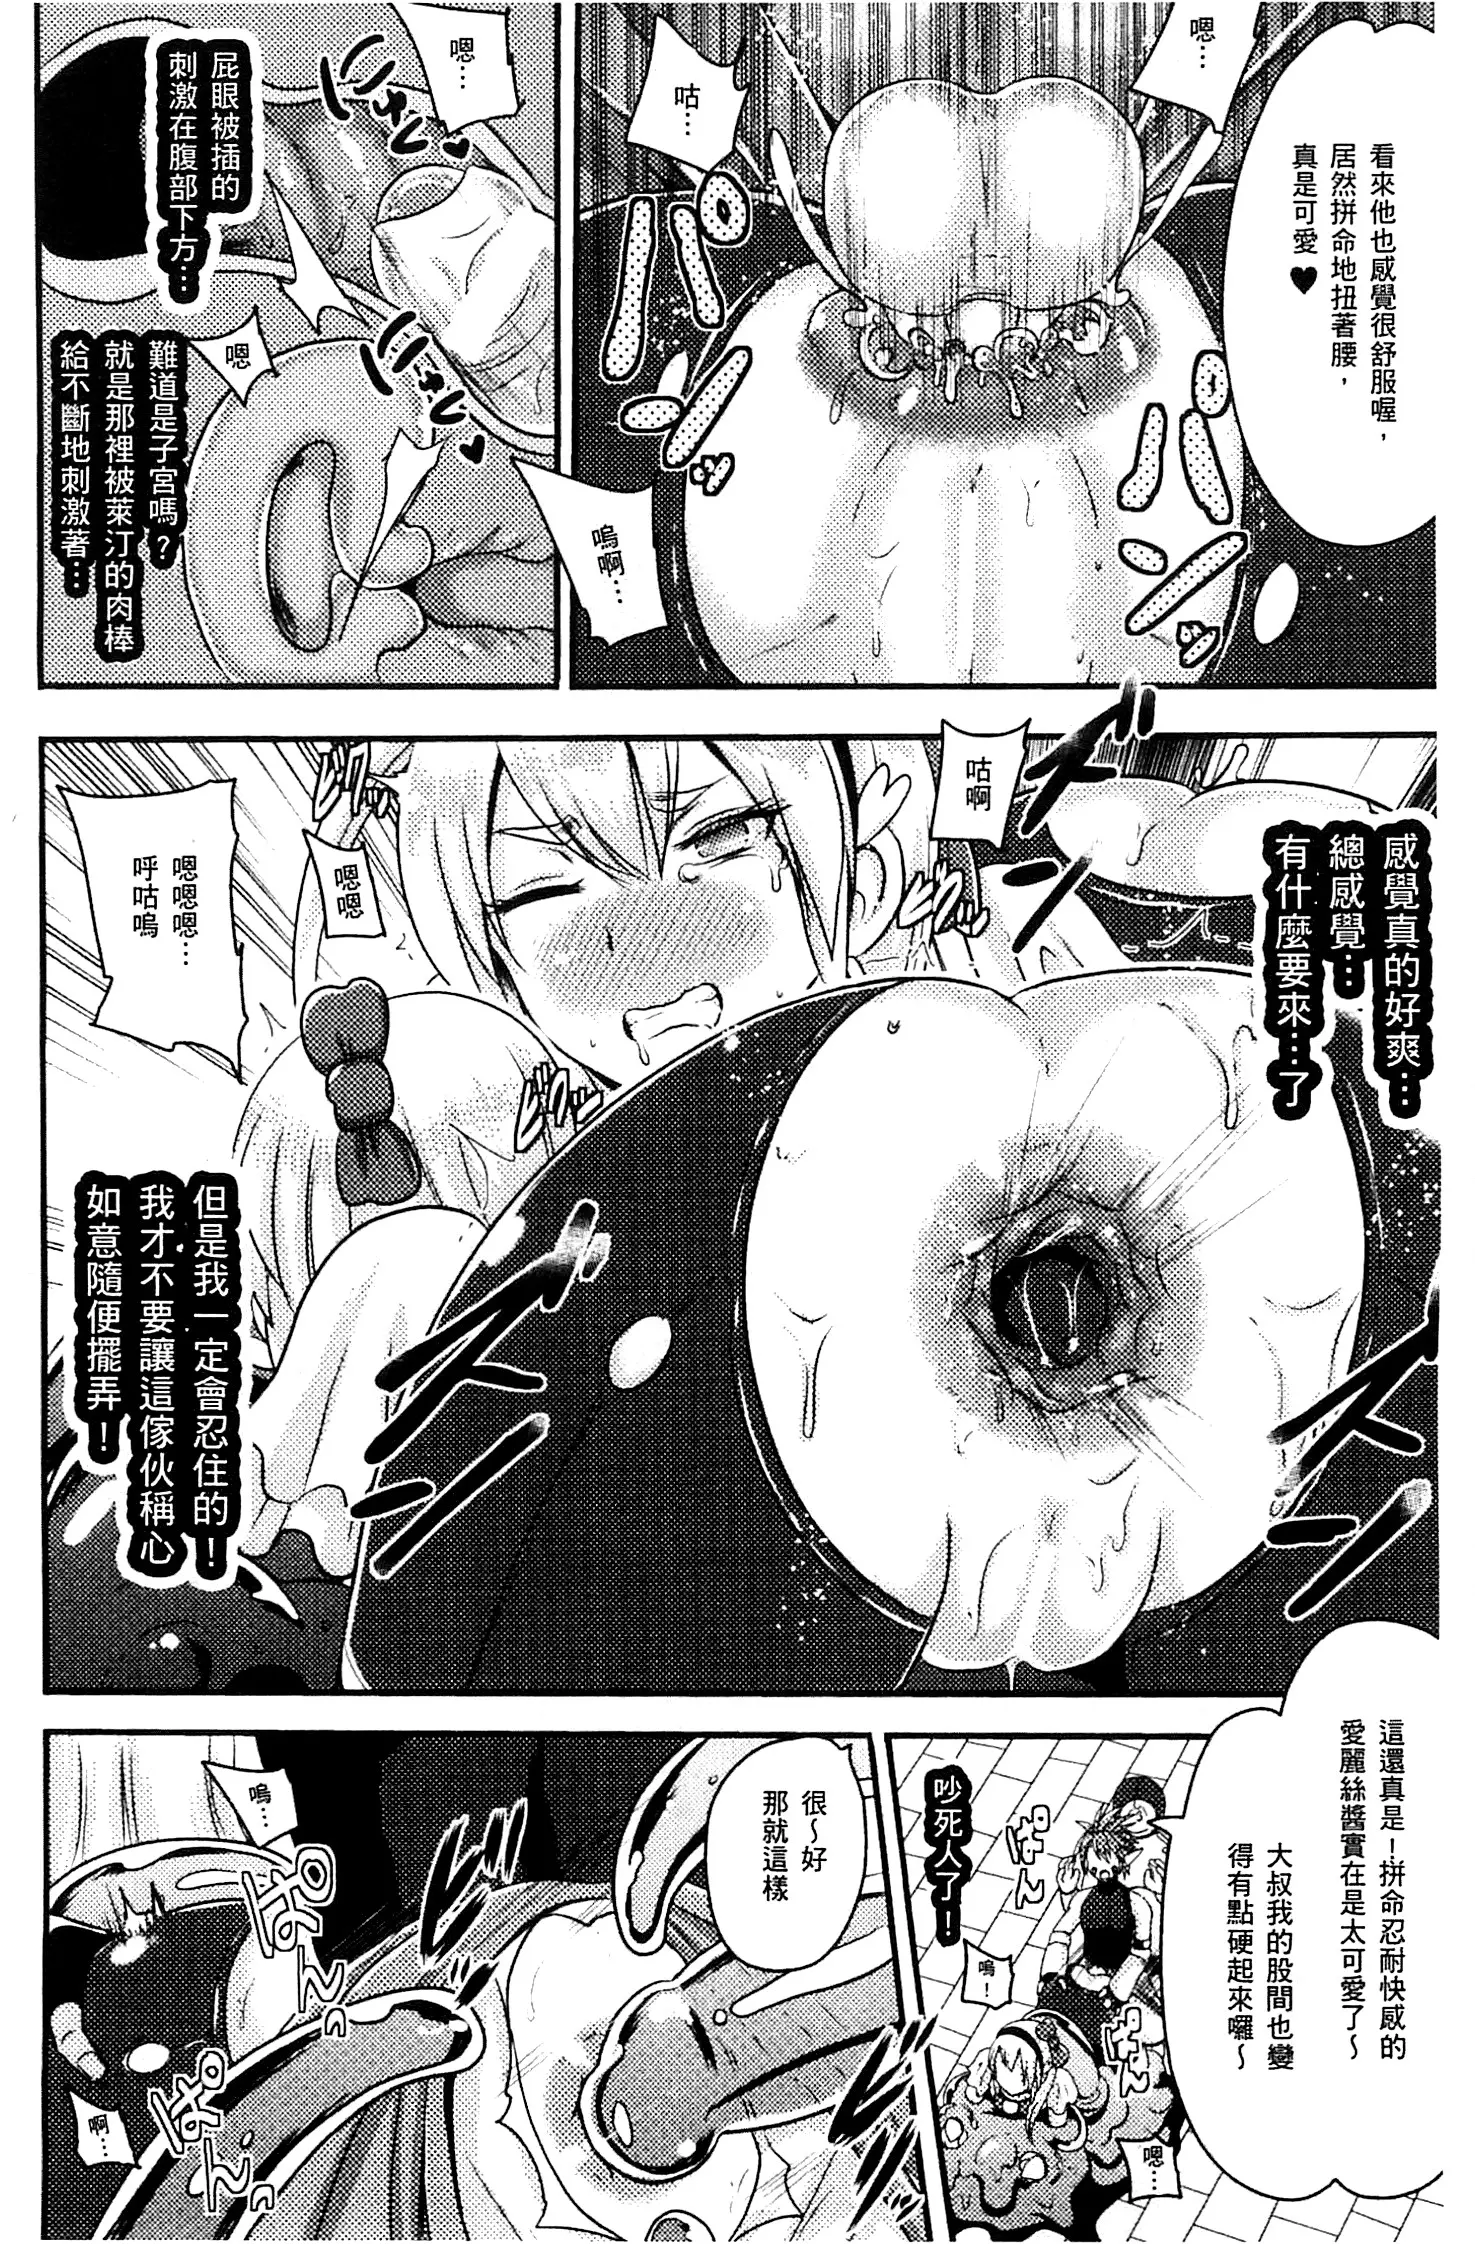 看來他也感覺很舒服喔，
居然拼命地扭著腰，
真是可愛♥
嗯…
咕…
嗚啊…
嗯…
屁眼被插的
刺激在腹部下方…
嗯
難道是子宮嗎？
就是那裡被萊汀的肉棒
給不斷地刺激著…
感覺真的好爽…
總感覺…
有什麼要來…了
咕啊
嗯嗯
嗯嗯嗯…
呼咕嗚
但是我一定會忍住的！
我才不要讓這傢伙稱心
如意隨便擺弄！
這還真是！拼命忍耐快感的
愛麗絲醬實在是太可愛了～
大叔我的股間也變
得有點硬起來囉～
吵死人了！
嗚！
嗯…
很～好
那就這樣
嗚…
啊…
ぱんっ
ぱんっ